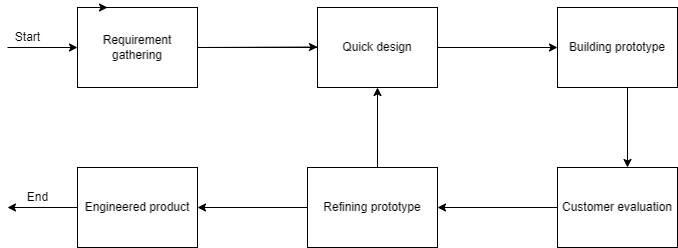 Start
Requirement
gathering
Quick design
Building prototype
End
Engineered product
Refining prototype
Customer evaluation